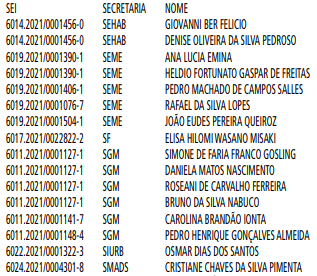 SEI SECRETARIA NOME
6014.2021/0001456-0 SEHAB GIOVANNI BER FELICIO
6014.2021/0001456-0 SEHAB DENISE OLIVEIRA DA SILVA PEDROSO
6019.2021/0001390-1 SEME ANA LUCIA EMINA
6019.2021/0001390-1 SEME HELDIO FORTUNATO GASPAR DE FREITAS
6019.2021/0001406-1 SEME PEDRO MACHADO DE CAMPOS SALLES
6019.2021/0001076-7 SEME RAFAEL DA SILVA LOPES
6019.2021/0001504-1 SEME JOÃO EUDES PEREIRA QUEIROZ
6017.2021/0022822-2 SF ELISA HILOMI WASANO MISAKI
6011.2021/0001127-1 SGM SIMONE DE FARIA FRANCO GOSLING
6011.2021/0001127-1 SGM DANIELA MATOS NASCIMENTO
6011.2021/0001127-1 SGM ROSEANI DE CARVALHO FERREIRA
6011.2021/0001127-1 SGM BRUNO DA SILVA NABUCO
6011.2021/0001141-7 SGM CAROLINA BRANDÃO IONTA
6011.2021/0001148-4 SGM PEDRO HENRIQUE GONÇALVES ALMEIDA
6022.2021/0001322-3 SIURB OSMAR DIAS DOS SANTOS
6024.2021/0004301-8 SMADS CRISTIANE CHAVES DA SILVA PIMENTA